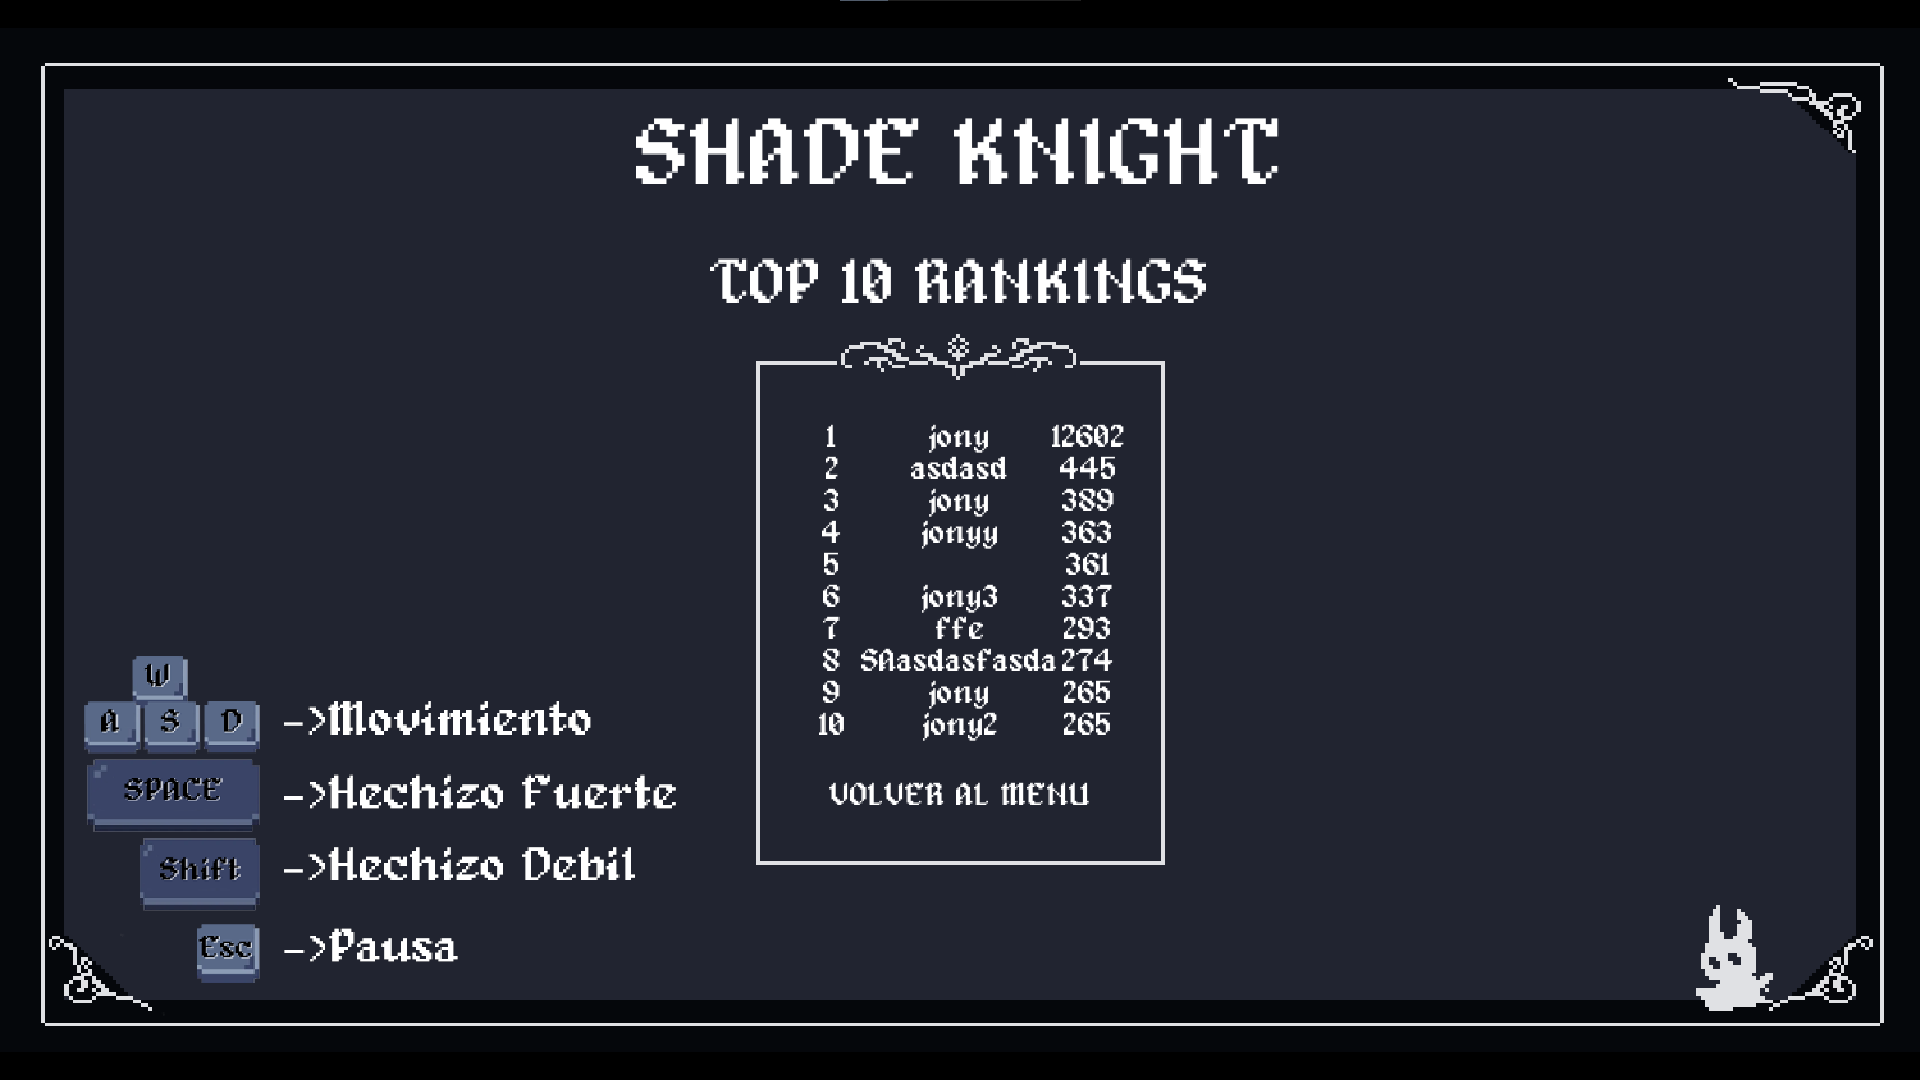 SHADE KNIGHT
TOP 10 RANKINGS
1 jony 12602
2 asdasd 445
3 jony 389
4 jonyy 363
5 361
6 jony3 337
7 ffe 293
8 SAasdasfasda 274
9 jony 265
10 jony2 265
VOLVER AL MENU
W
A S D ->Movimiento
SPACE ->Hechizo Fuerte
Shift ->Hechizo Debil
Esc ->Pausa